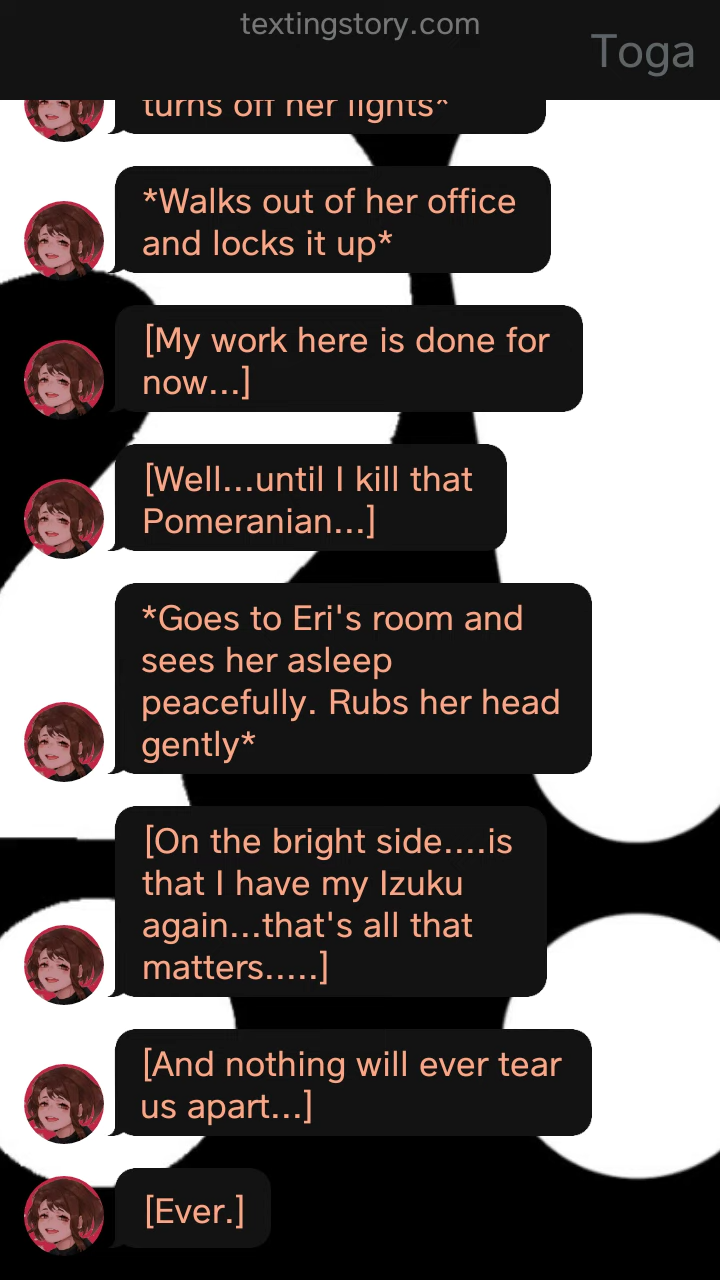 textingstory.com
Toga
turns off her lights*
*Walks out of her office
and locks it up*
[My work here is done for
now...]
[Well...until I kill that
Pomeranian...]
*Goes to Eri's room and
sees her asleep
peacefully. Rubs her head
gently*
[On the bright side....is
that I have my Izuku
again...that's all that
matters.....]
[And nothing will ever tear
us apart...]
[Ever.]